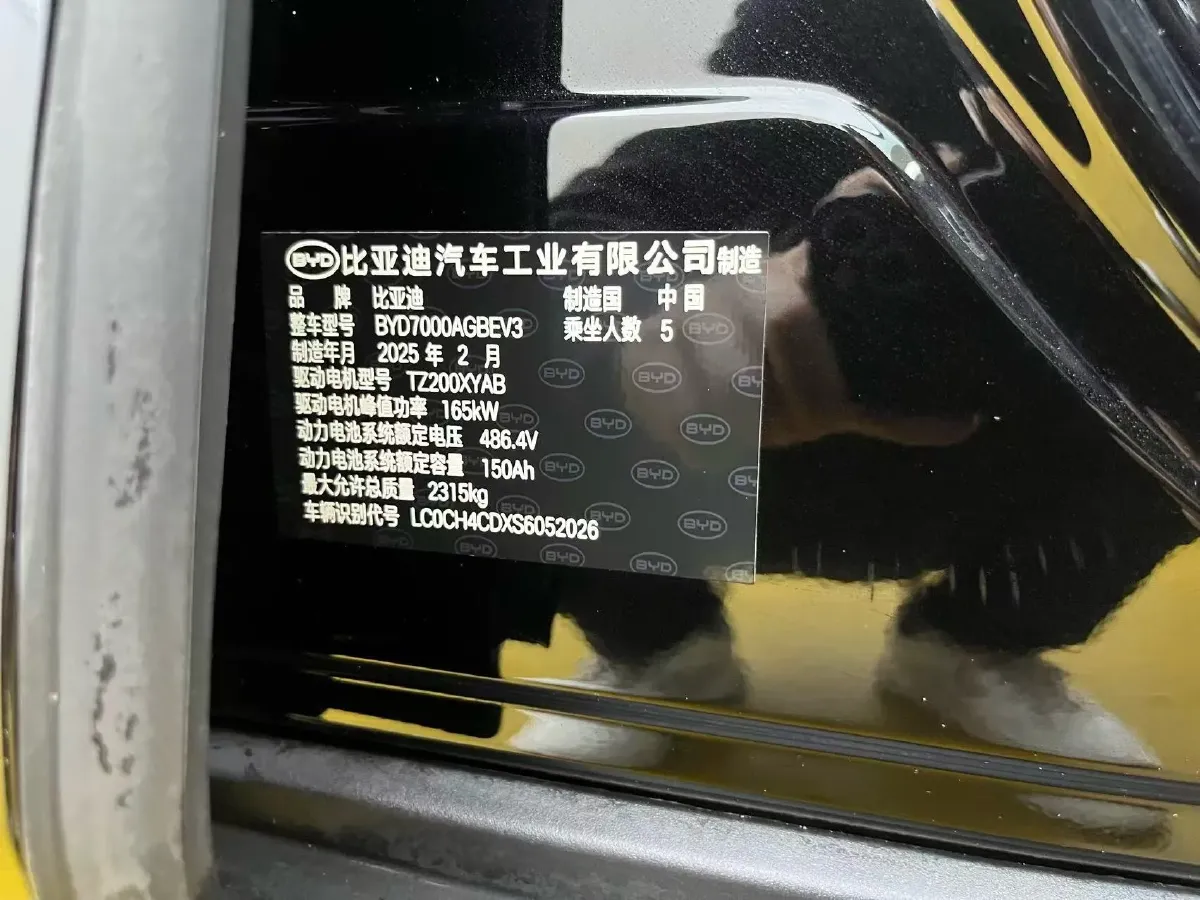 BYD 比亚迪汽车工业有限公司制造
品 牌 比亚迪 制造国 中国
整车型号 BYD7000AGBEV3 乘坐人数 5
制造年月 2025 年 2 月
驱动电机型号 TZ200XYAB
驱动电机峰值功率 165kW
动力电池系统额定电压 486.4V
动力电池系统额定容量 150Ah
最大允许总质量 2315kg
车辆识别代号 LC0CH4CDXS6052026